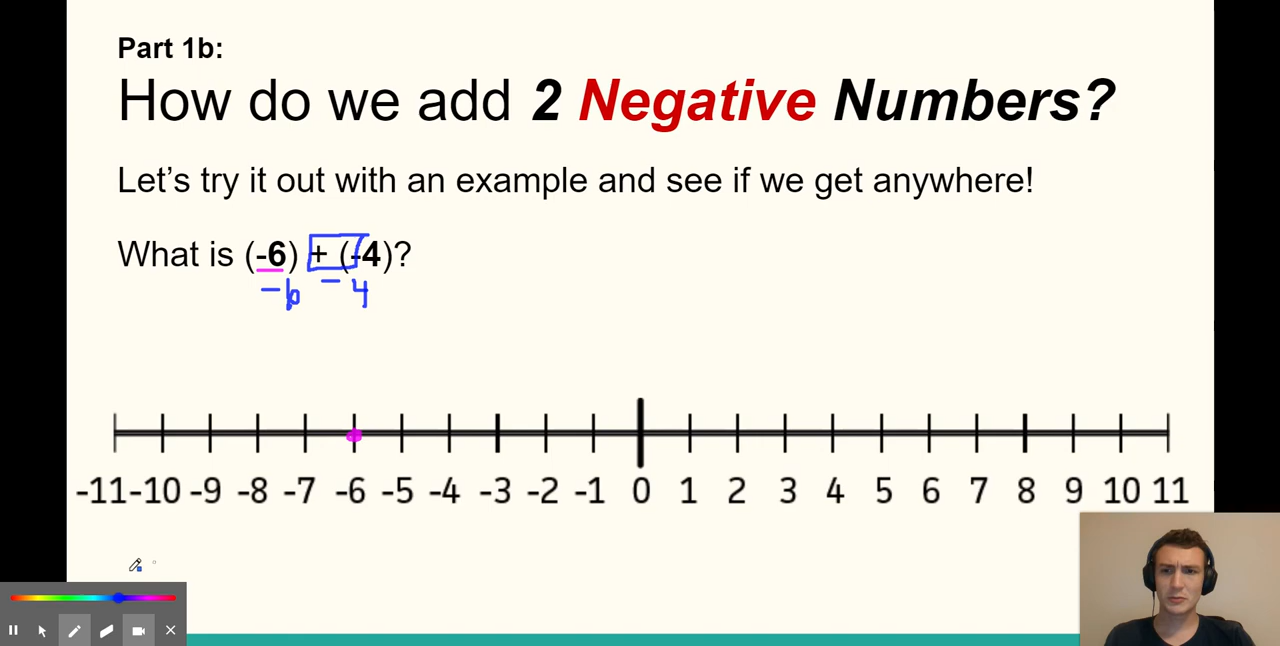 Part 1b:
How do we add 2 Negative Numbers?
Let's try it out with an example and see if we get anywhere!
What is (-6) + (-4)?
-6 - 4
-11 -10 -9 -8 -7 -6 -5 -4 -3 -2 -1 0 1 2 3 4 5 6 7 8 9 10 11